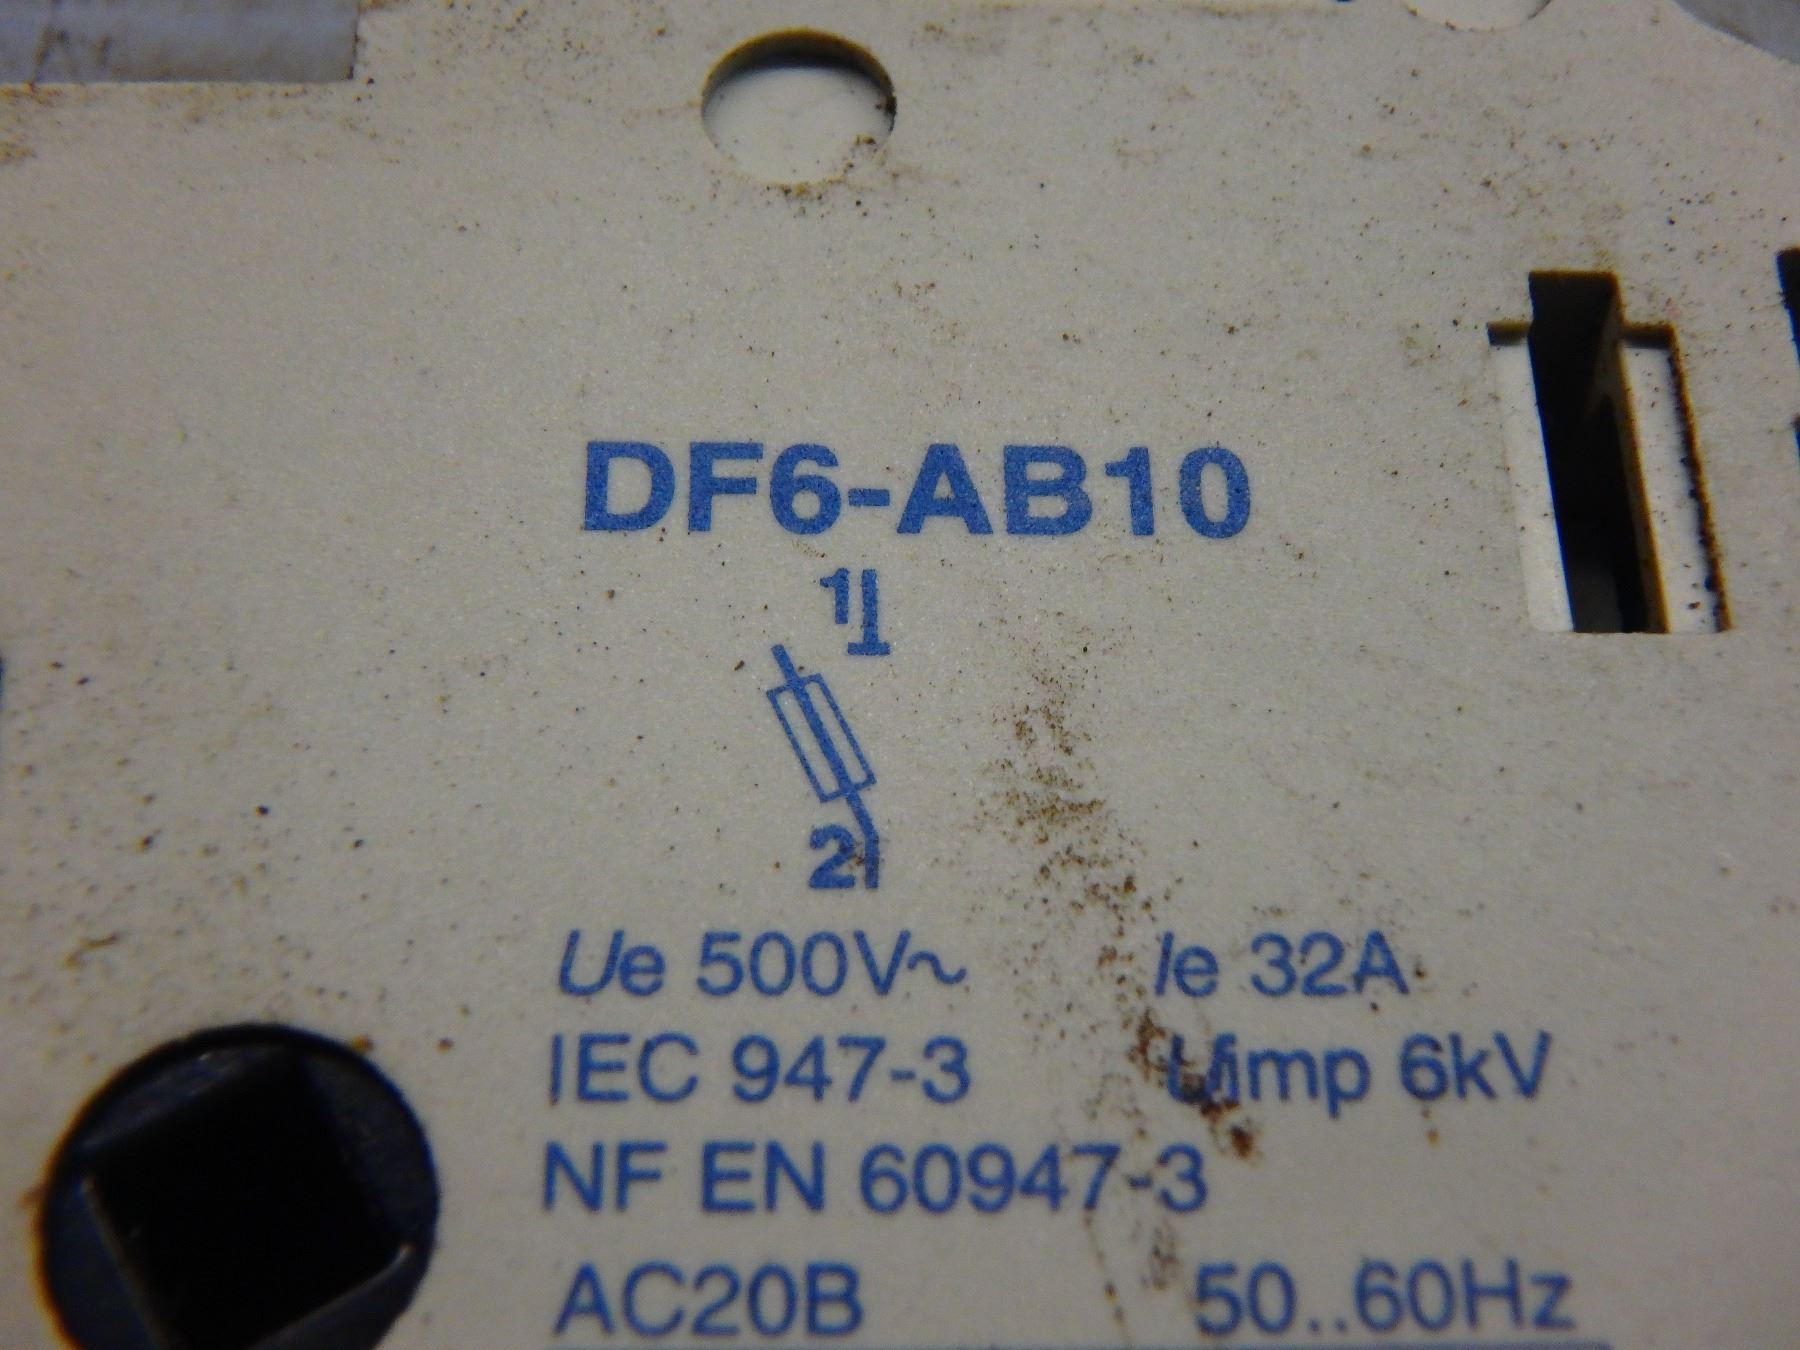 DF6-AB10
1
2
Ue 500V~ Ie 32A
IEC 947-3 Uimp 6kV
NF EN 60947-3
AC20B 50..60Hz